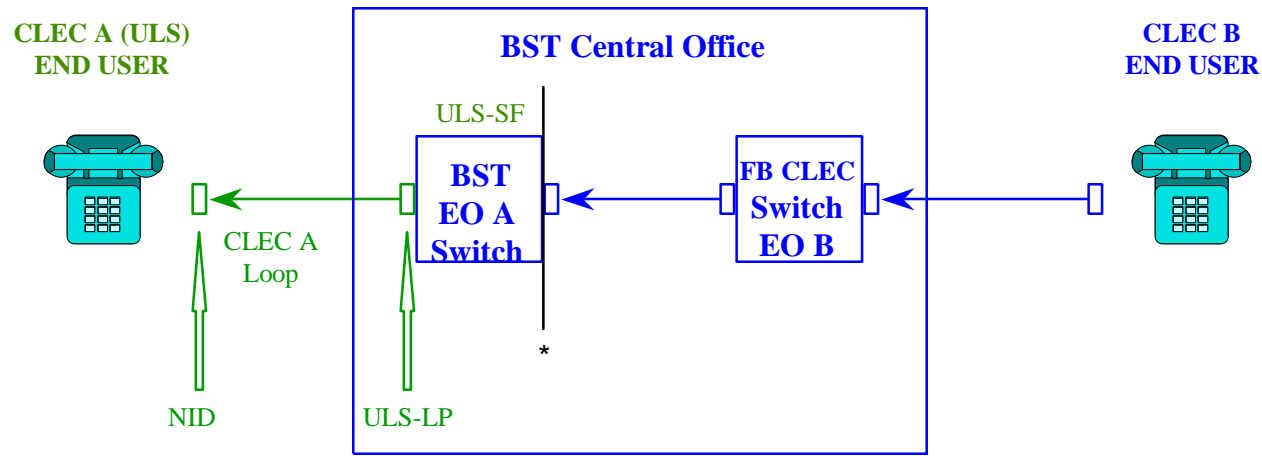 CLEC A (ULS)
END USER
BST Central Office
CLEC B
END USER
ULS-SF
BST
EO A
Switch
FB CLEC
Switch
EO B
CLEC A
Loop
*
NID
ULS-LP